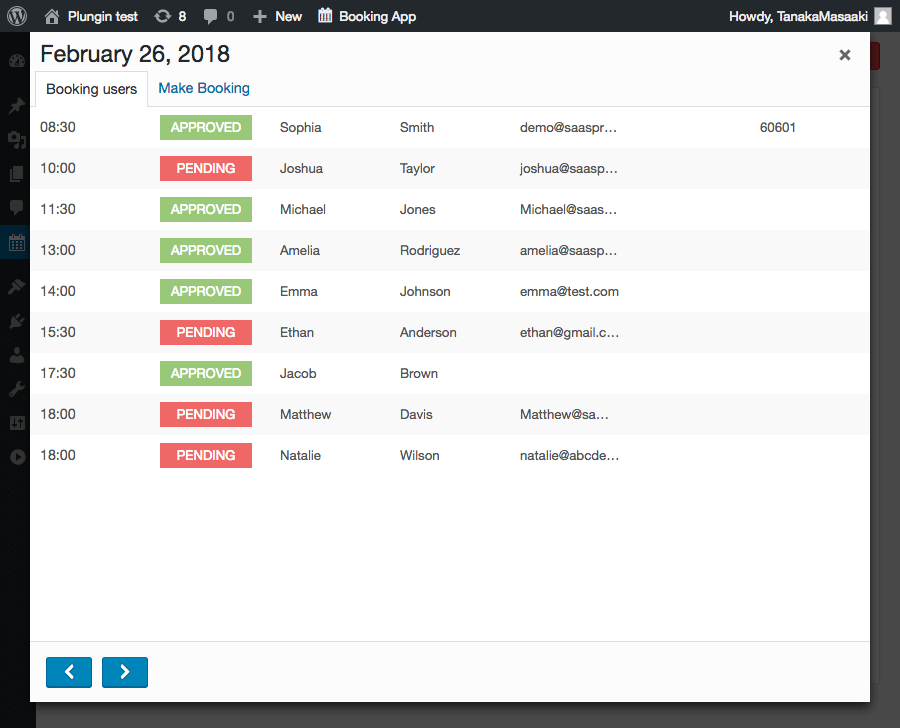 Plungin test 8 0 New Booking App Howdy, TanakaMasaaki
February 26, 2018
Booking users Make Booking
08:30 APPROVED Sophia Smith demo@saaspr... 60601
10:00 PENDING Joshua Taylor joshua@saasp...
11:30 APPROVED Michael Jones Michael@saas...
13:00 APPROVED Amelia Rodriguez amelia@saasp...
14:00 APPROVED Emma Johnson emma@test.com
15:30 PENDING Ethan Anderson ethan@gmail.c...
17:30 APPROVED Jacob Brown
18:00 PENDING Matthew Davis Matthew@sa...
18:00 PENDING Natalie Wilson natalie@abcde...